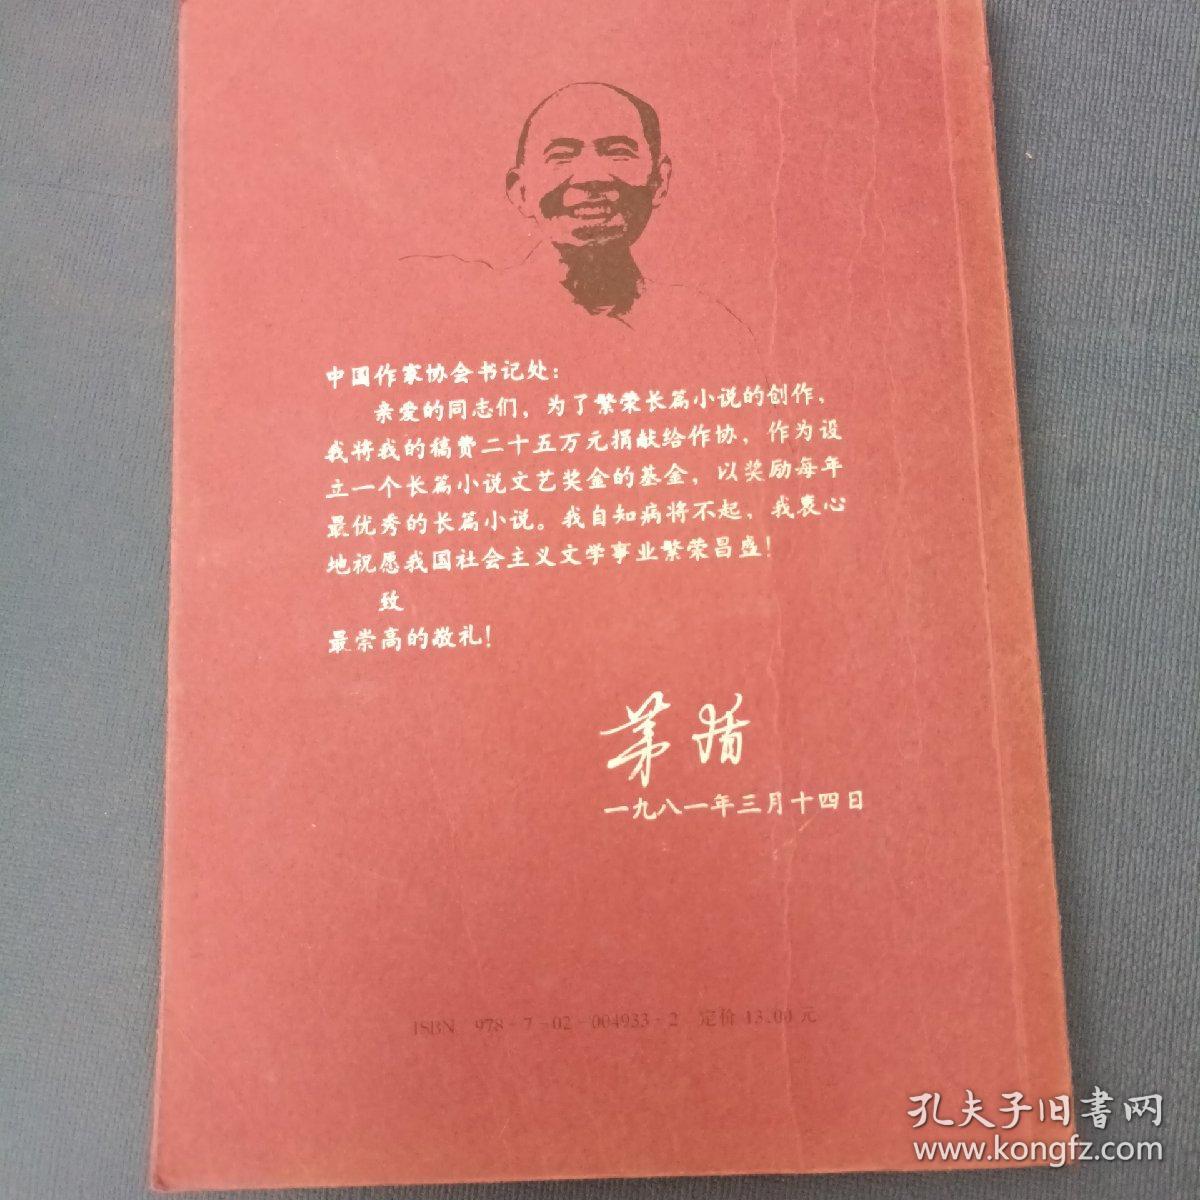 中国作家协会书记处：
亲爱的同志们，为了繁荣长篇小说的创作，
我将我的稿费二十五万元捐献给作协，作为设
立一个长篇小说文艺奖金的基金，以奖励每年
最优秀的长篇小说。我自知病将不起，我衷心
地祝愿我国社会主义文学事业繁荣昌盛！
致
最崇高的敬礼！
茅盾
一九八一年三月十四日
ISBN 978-7-02-004933-2 定价 13.00 元
孔夫子旧书网
www.kongfz.com